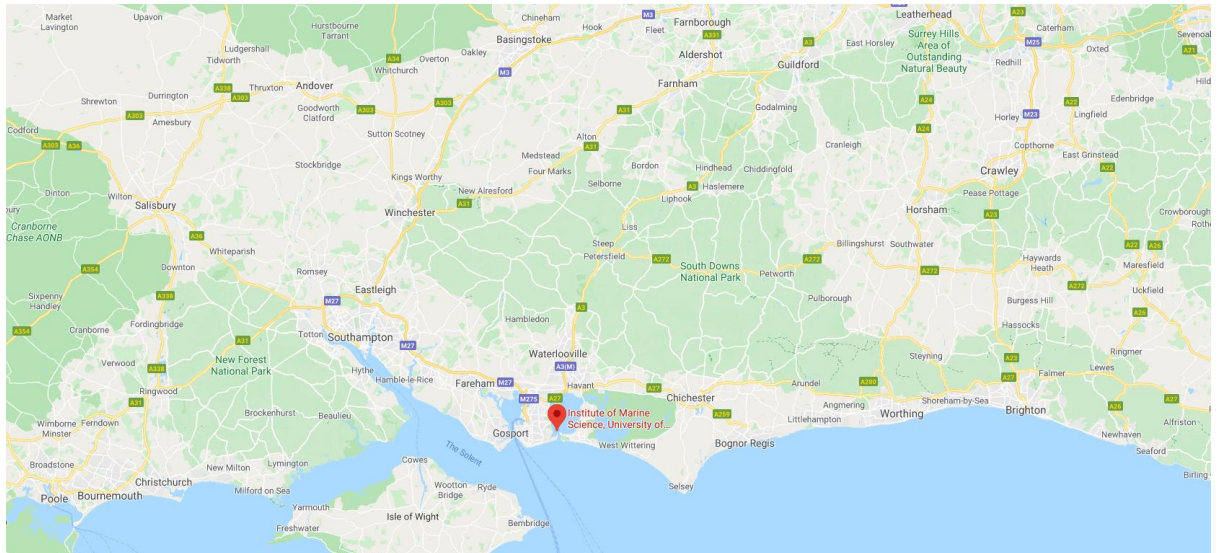 Market
Lavington
Upavon
Hurstbourne
Tarrant
Chineham
Hook
M3
Fleet
Farnborough
A331
Leatherhead
A23
Caterham
Sevenoa
Ludgershall
Tidworth
A34
Oakley
Overton
Basingstoke
Aldershot
A3
East Horsley
Surrey Hills
Area of
Outstanding
Natural Beauty
M25
Oxted
Redhill
A21
Whitchurch
M3
Guildford
Shrewton
Durrington
A338
Thruxton
A303
Andover
Farnham
Hild
Amesbury
A303
Goodworth
Clatford
A303
A303
A31
Godalming
A24
Horley
M23
A22
Lingfield
Edenbridge
Codford
A303
A36
Sutton Scotney
Alton
A31
A24
Copthorne
Stockbridge
Medstead
Bordon
Hindhead
Chiddingfold
Cranleigh
East Grinstead
A22
Dinton
Wilton
Kings Worthy
Four Marks
Selborne
Haslemere
Crawley
Salisbury
New Alresford
A31
A3
Liphook
Pease Pottage
bury
Cranborne
Chase AONB
Winchester
Horsham
A23
Crowborough
Rothe
A36
Whiteparish
Liss
Steep
Petersfield
A272
South Downs
National Park
Petworth
A272
Billingshurst
Southwater
A272
Haywards
Heath
A22
A26
Maresfield
A354
Downton
Romsey
Eastleigh
Pulborough
A272
Uckfield
Sixpenny
Handley
A338
M27
A3
Burgess Hill
A26
A354
Cranborne
Fordingbridge
Totton
Southampton
M27
Hambledon
Hassocks
Verwood
A31
New Forest
National Park
Waterlooville
A3(M)
Steyning
A23
Ringmer
A338
Ringwood
Hythe
Hamble-le-Rice
Fareham
M27
Havant
A27
Chichester
Arundel
A280
A27
Falmer
Lewes
A27
A31
M275
A27
Angmering
Shoreham-by-Sea
Wimborne
Minster
Ferndown
Brockenhurst
Beaulieu
Gosport
Institute of Marine
Science, University of...
A259
Littlehampton
Worthing
Brighton
A26
Alfriston
Broadstone
New Milton
Lymington
The Solent
West Wittering
Bognor Regis
Newhaven
Seaford
Poole
Bournemouth
Christchurch
Milford on Sea
Cowes
Wootton
Bridge
Ryde
Selsey
Birling
Yarmouth
Freshwater
Isle of Wight
Bembridge